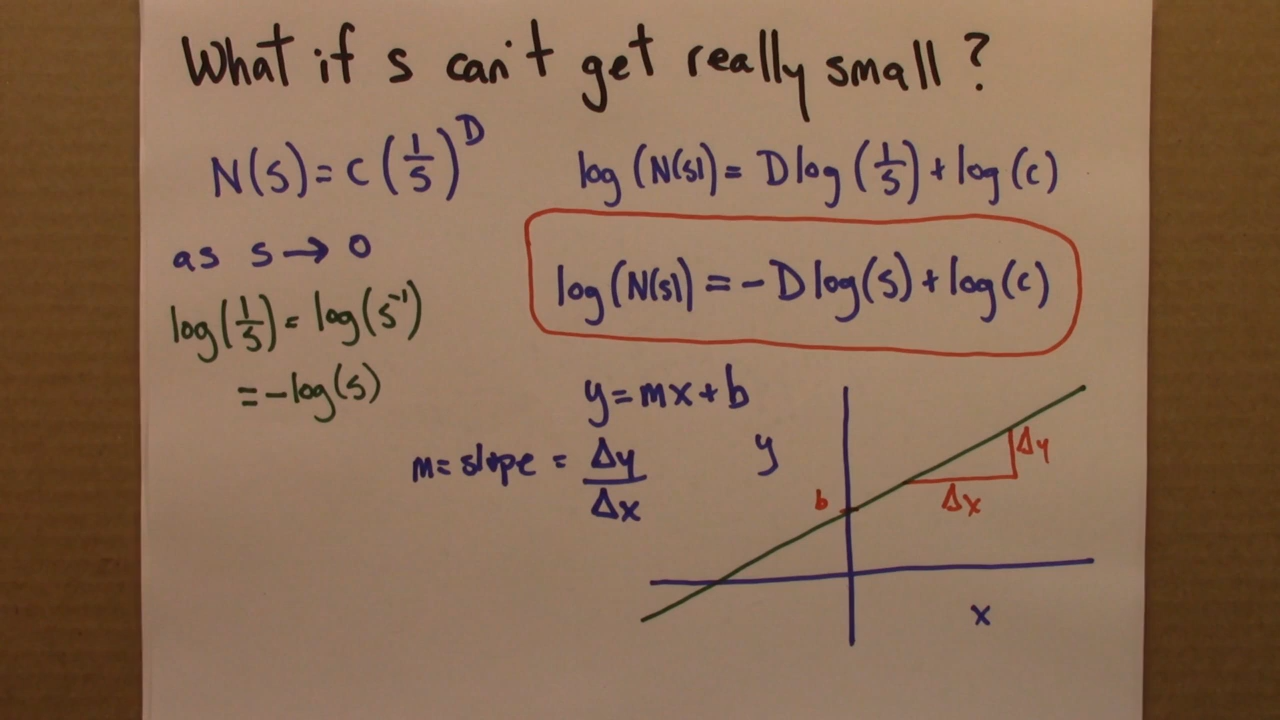 What if s can't get really small?
N(s) = c (1/s)^D
log (N(s)) = D log (1/s) + log (c)
as s → 0
log (N(s)) = - D log(s) + log(c)
log(1/s) = log(s⁻¹)
= -log(s)
y = mx + b
m = slope = Δy/Δx
y
Δy
Δx
b
x